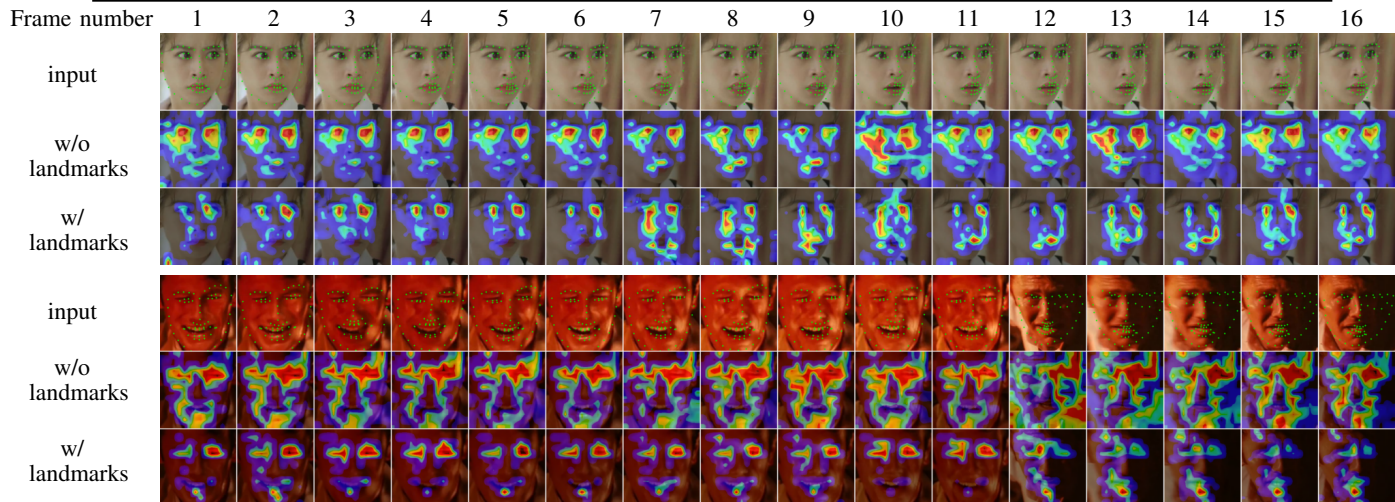 Frame number 1 2 3 4 5 6 7 8 9 10 11 12 13 14 15 16
input
w/o
landmarks
w/
landmarks
input
w/o
landmarks
w/
landmarks